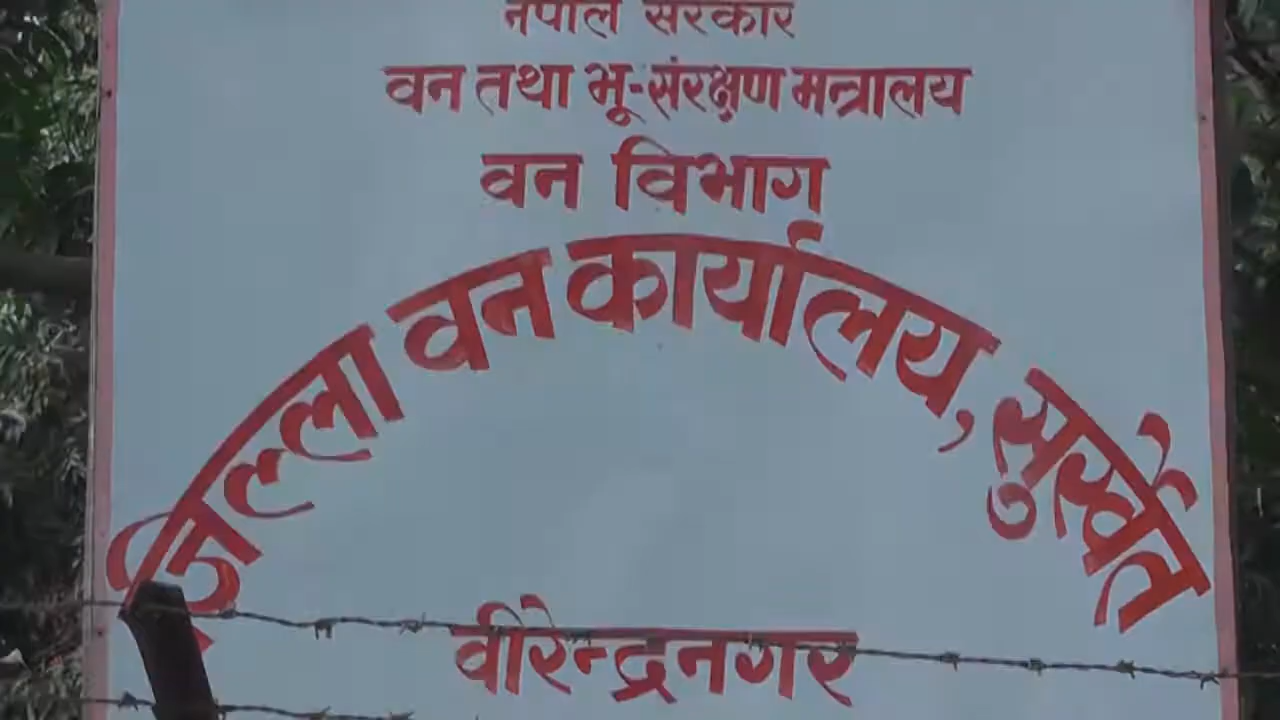 नेपाल सरकार
वन तथा भू-संरक्षण मन्त्रालय
वन विभाग
जिल्ला वन कार्यालय, सुर्खेत
वीरेन्द्रनगर